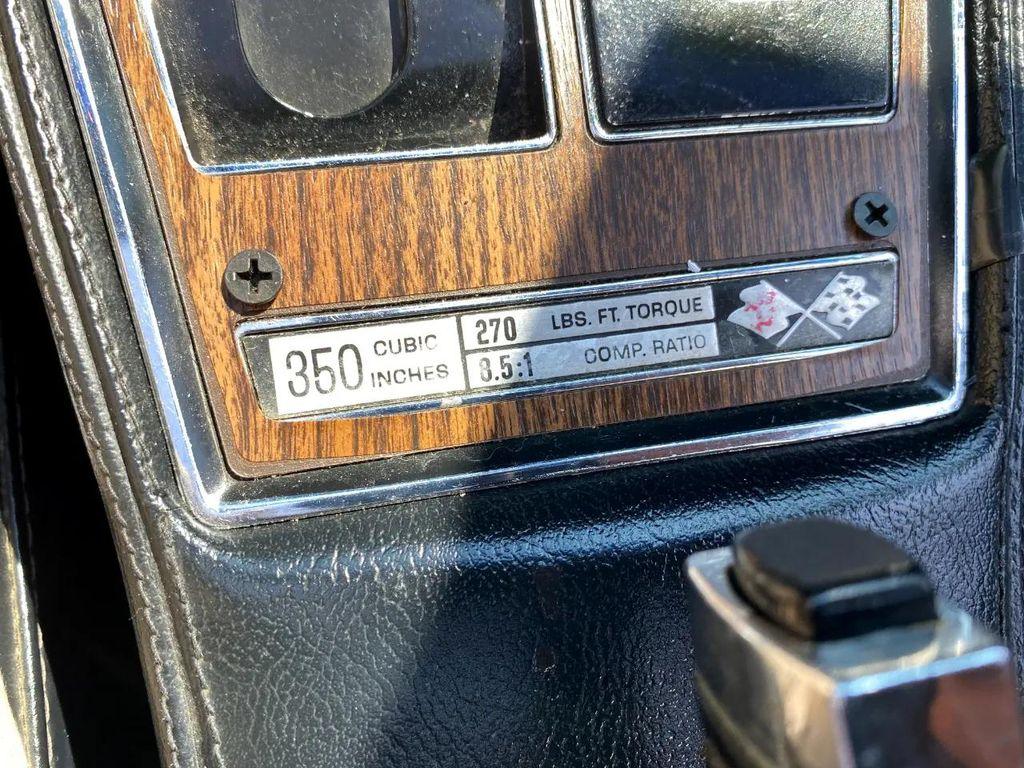 350 CUBIC INCHES
270 LBS. FT. TORQUE
8.5:1 COMP. RATIO